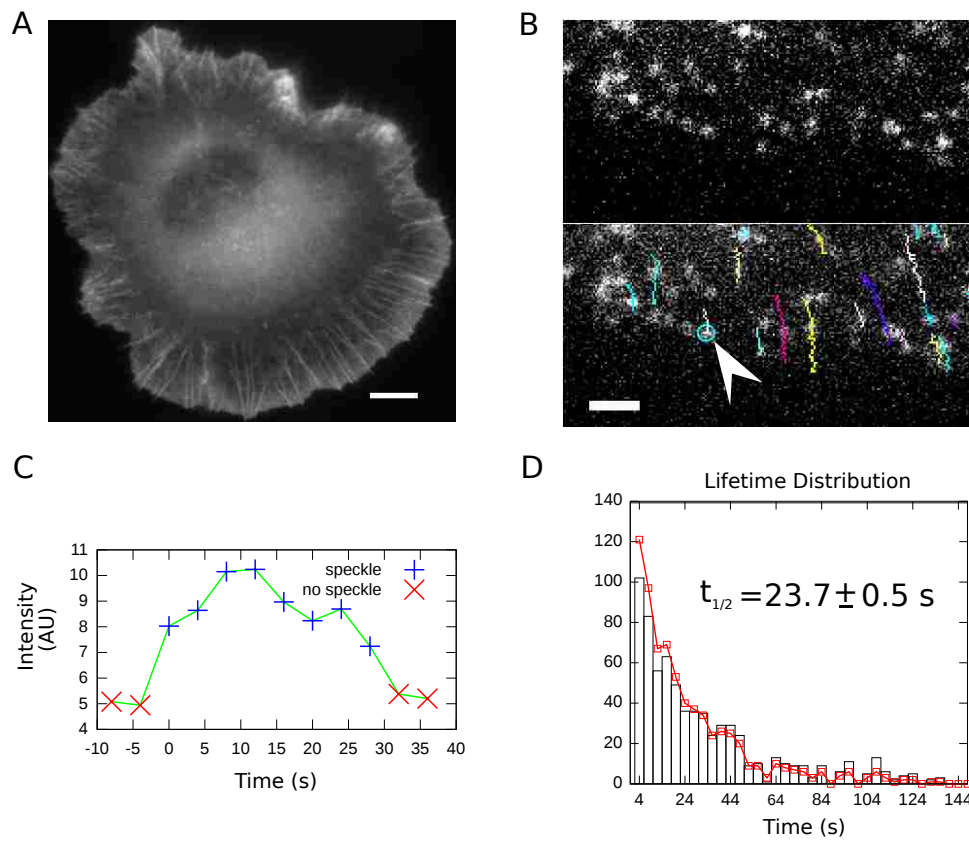 A
B
C
11
10
9
8
7
6
5
4
Intensity
(AU)
speckle
no speckle
-10 -5 0 5 10 15 20 25 30 35 40
Time (s)
D
Lifetime Distribution
140
120
100
80
60
40
20
0
t1/2 =23.7±0.5 s
4 24 44 64 84 104 124 144
Time (s)